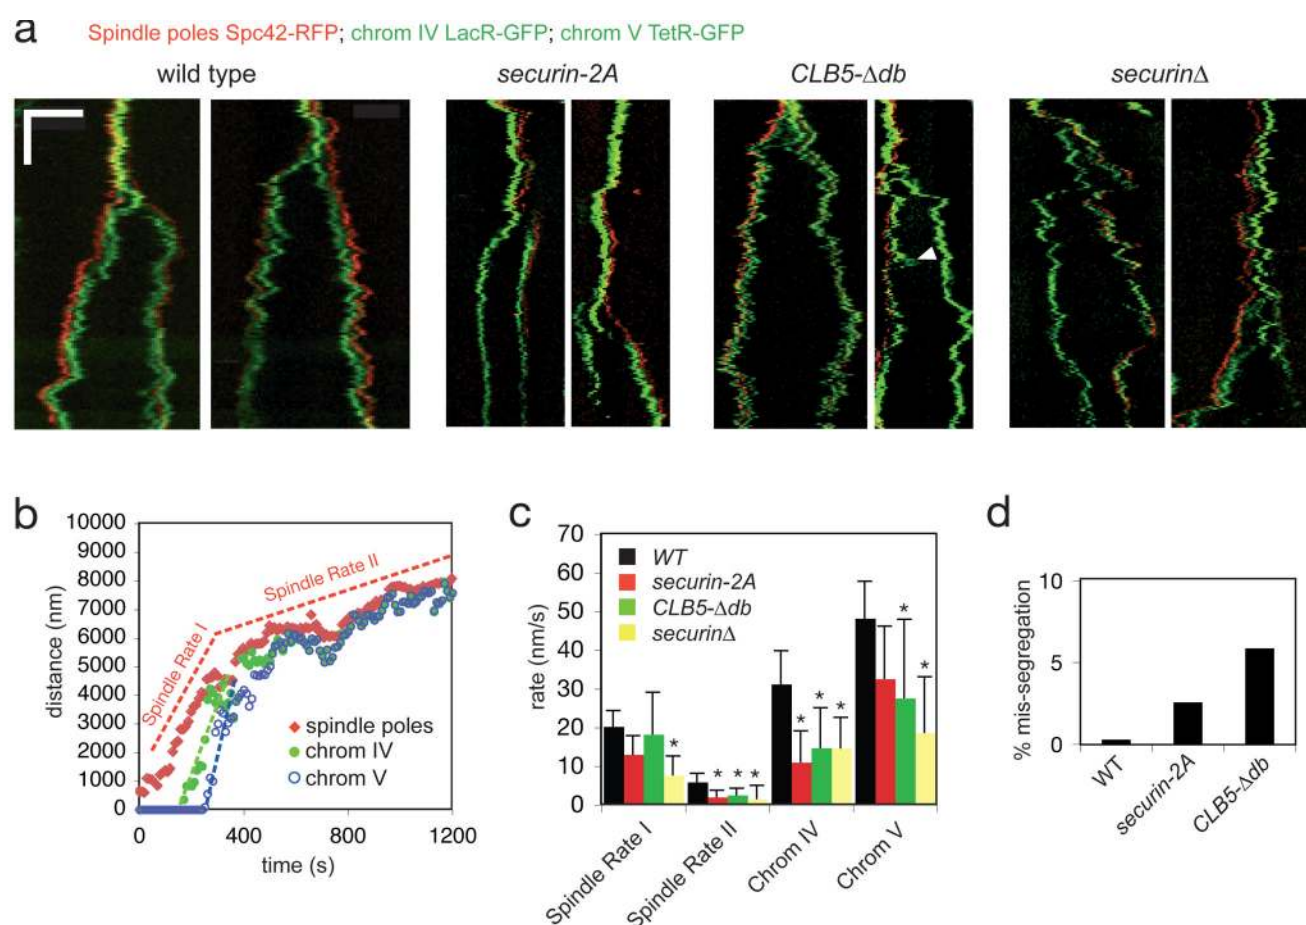 a
Spindle poles Spc42-RFP; chrom IV LacR-GFP; chrom V TetR-GFP
wild type securin-2A CLB5-Δdb securinΔ
b
10000
9000
8000
7000
6000
5000
4000
3000
2000
1000
0
distance (nm)
Spindle Rate I
Spindle Rate II
spindle poles
chrom IV
chrom V
0 400 800 1200
time (s)
c
70
60
50
40
30
20
10
0
rate (nm/s)
WT
securin-2A
CLB5-Δdb
securinΔ
* * * * * * * * *
Spindle Rate I
Spindle Rate II
Chrom IV
Chrom V
d
10
5
0
% mis-segregation
WT
securin-2A
CLB5-Δdb